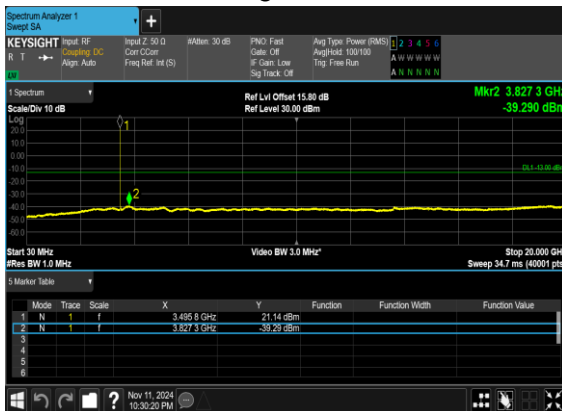 Spectrum Analyzer 1
Swept SA
+
KEYSIGHT Input: RF Input Z: 50 Ω #Atten: 30 dB PNO: Fast Avg Type: Power (RMS) 1 2 3 4 5 6
R T Coupling: DC Corr CCorr Gate: Off Avg|Hold: 100/100 A W W W W W
Align: Auto Freq Ref: Int (S) IF Gain: Low Trig: Free Run
LXI Sig Track: Off A N N N N N
1 Spectrum Ref Lvl Offset 15.80 dB Mkr2 3.827 3 GHz
Scale/Div 10 dB Ref Level 30.00 dBm -39.290 dBm
Log
20.0
10.0
0.00
-10.0
-20.0
-30.0
-40.0
-50.0
-60.0
1
2
DL1 -13.00 dBm
Start 30 MHz Video BW 3.0 MHz* Stop 20.000 GHz
#Res BW 1.0 MHz Sweep 34.7 ms (40001 pts)
5 Marker Table
Mode Trace Scale X Y Function Function Width Function Value
1 N 1 f 3.495 8 GHz 21.14 dBm
2 N 1 f 3.827 3 GHz -39.29 dBm
3
4
5
6
? Nov 11, 2024
10:30:20 PM